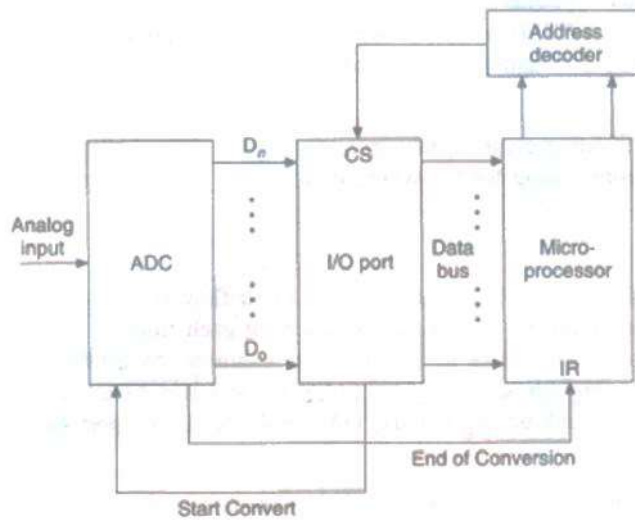 Address
decoder
Dn
CS
Analog
input
ADC
I/O port
Data
bus
Micro-
processor
D0
IR
End of Conversion
Start Convert